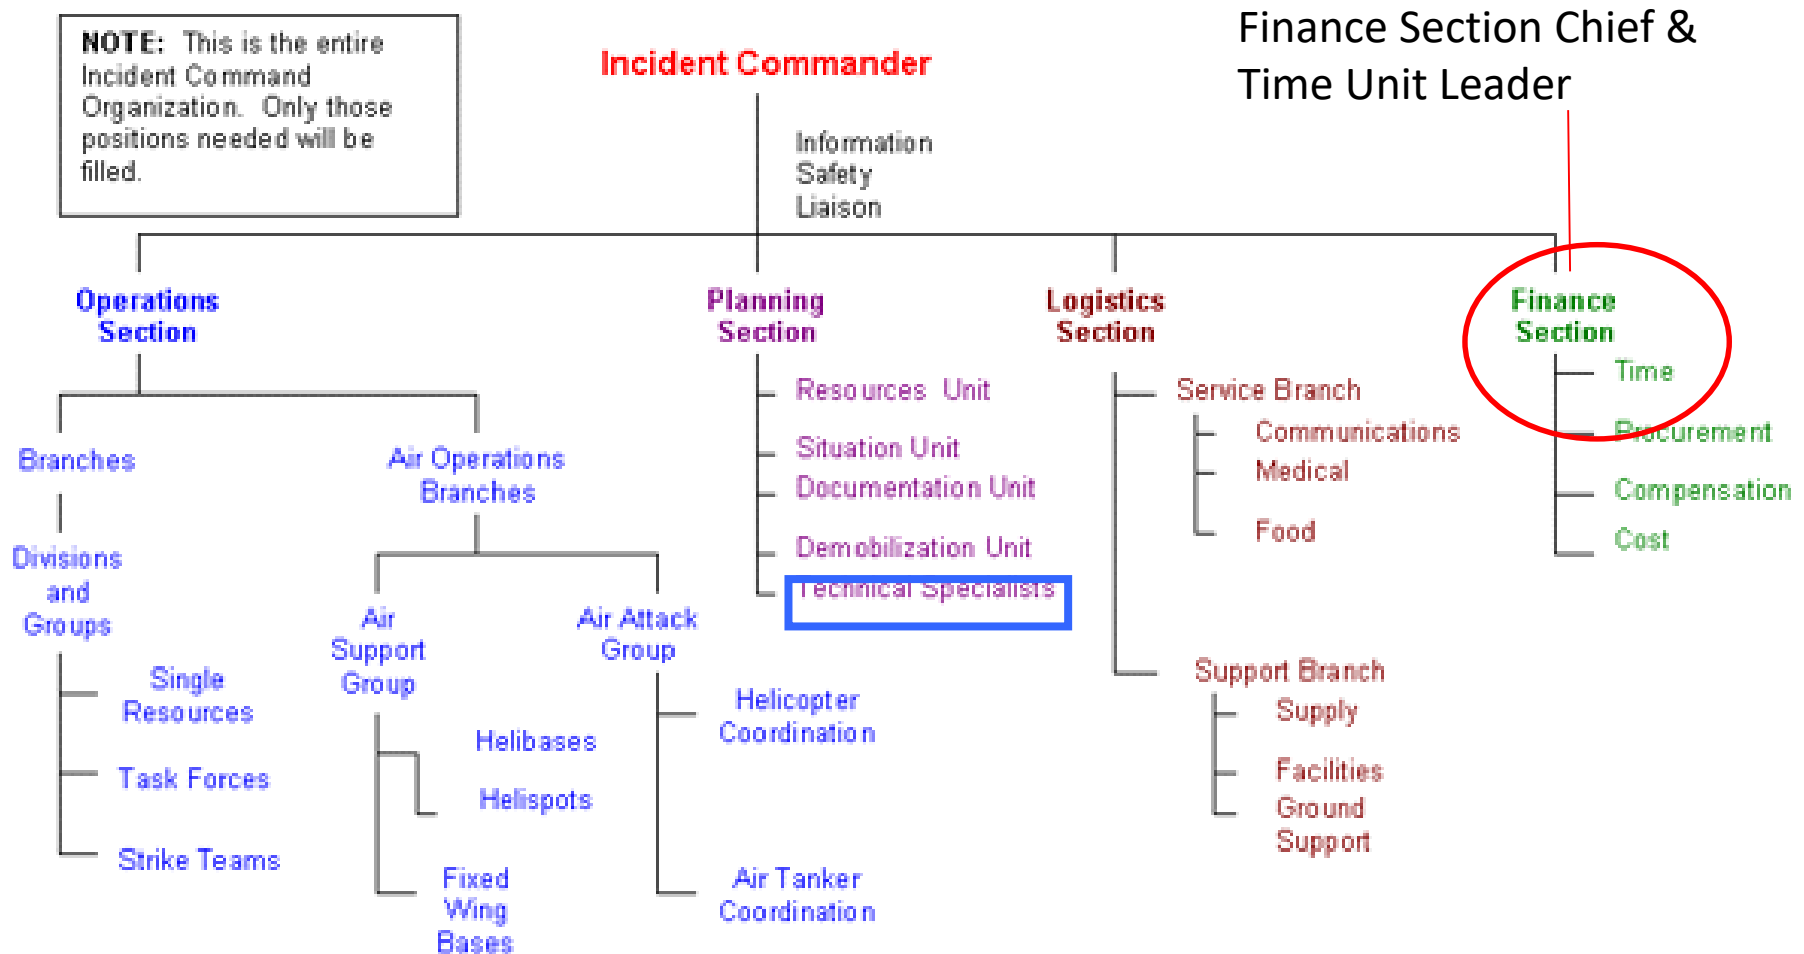 NOTE: This is the entire
Incident Command
Organization. Only those
positions needed will be
filled.
Incident Commander
Finance Section Chief &
Time Unit Leader
Information
Safety
Liaison
Operations
Section
Branches
Air Operations
Branches
Divisions
and
Groups
Single
Resources
Task Forces
Strike Teams
Air
Support
Group
Helibases
Helispots
Fixed
Wing
Bases
Air Attack
Group
Helicopter
Coordination
Air Tanker
Coordination
Planning
Section
Resources Unit
Situation Unit
Documentation Unit
Demobilization Unit
Technical Specialists
Logistics
Section
Service Branch
Communications
Medical
Food
Support Branch
Supply
Facilities
Ground
Support
Finance
Section
Time
Procurement
Compensation
Cost